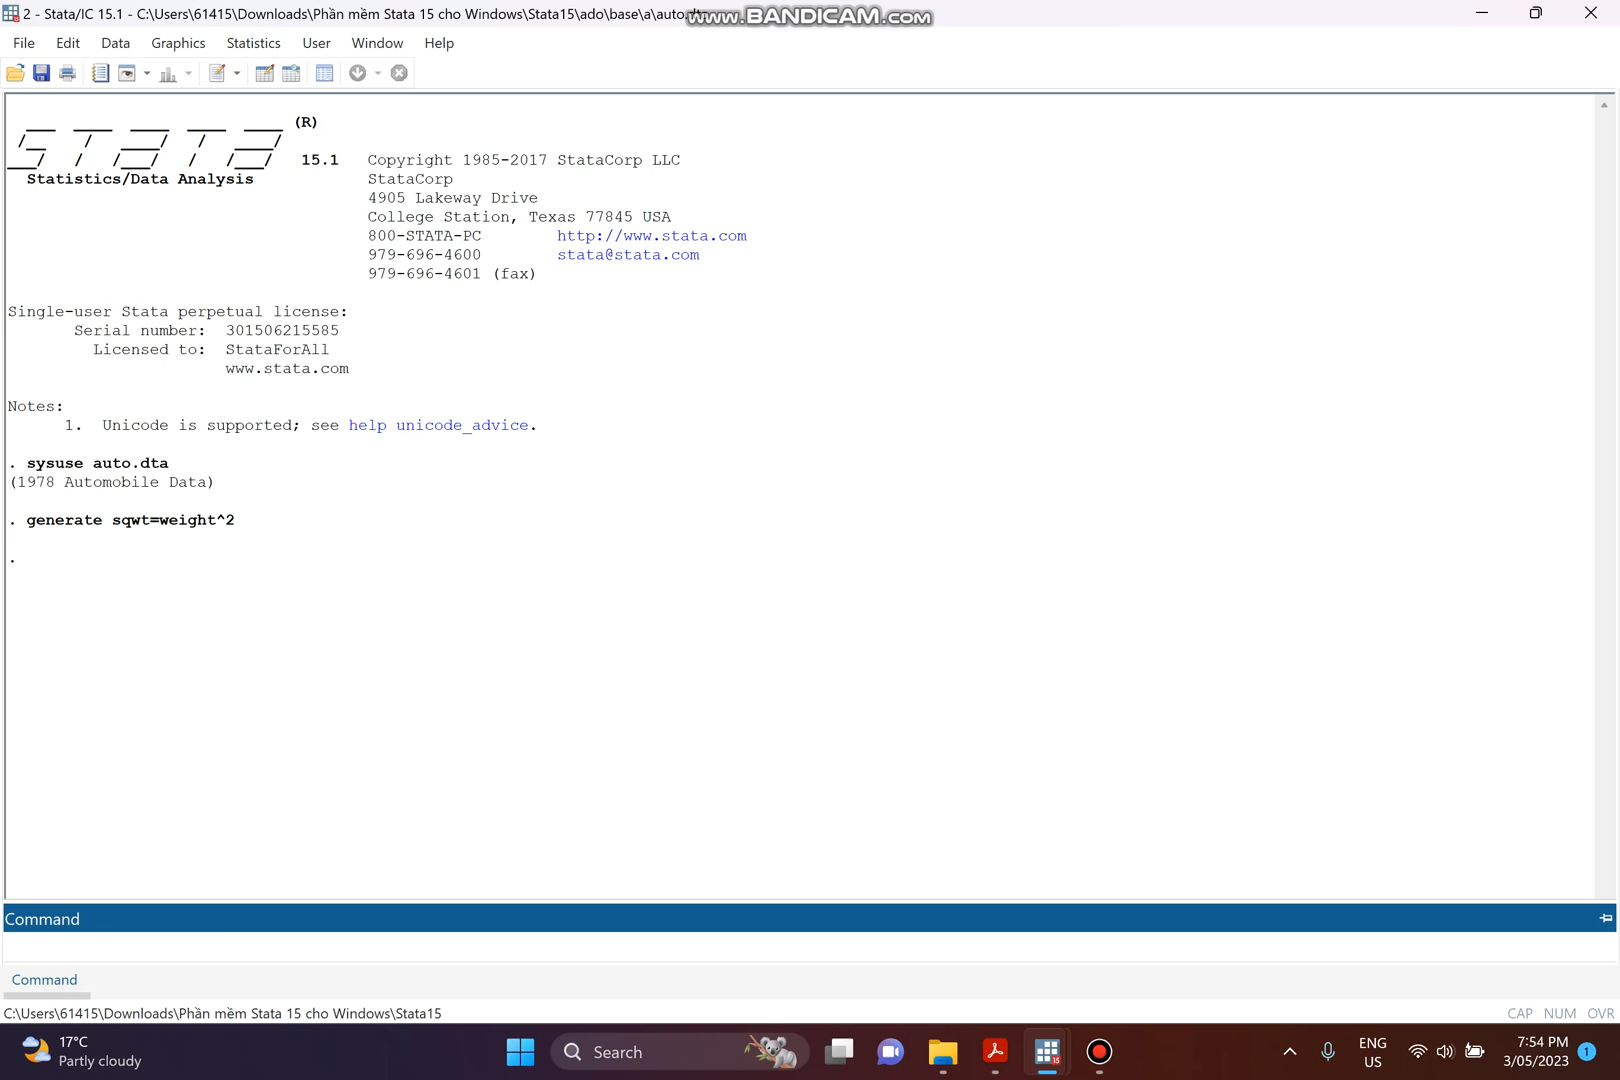 2 - Stata/IC 15.1 - C:\Users\61415\Downloads\Phần mềm Stata 15 cho Windows\Stata15\ado\base\a\auto.dta
www.BANDICAM.com
File Edit Data Graphics Statistics User Window Help
(R)
15.1 Copyright 1985-2017 StataCorp LLC
Statistics/Data Analysis StataCorp
4905 Lakeway Drive
College Station, Texas 77845 USA
800-STATA-PC http://www.stata.com
979-696-4600 stata@stata.com
979-696-4601 (fax)
Single-user Stata perpetual license:
Serial number: 301506215585
Licensed to: StataForAll
www.stata.com
Notes:
1. Unicode is supported; see help unicode_advice.
. sysuse auto.dta
(1978 Automobile Data)
. generate sqwt=weight^2
.
Command
Command
C:\Users\61415\Downloads\Phần mềm Stata 15 cho Windows\Stata15 CAP NUM OVR
17°C
Partly cloudy
Search
15
ENG
US
7:54 PM
3/05/2023
1